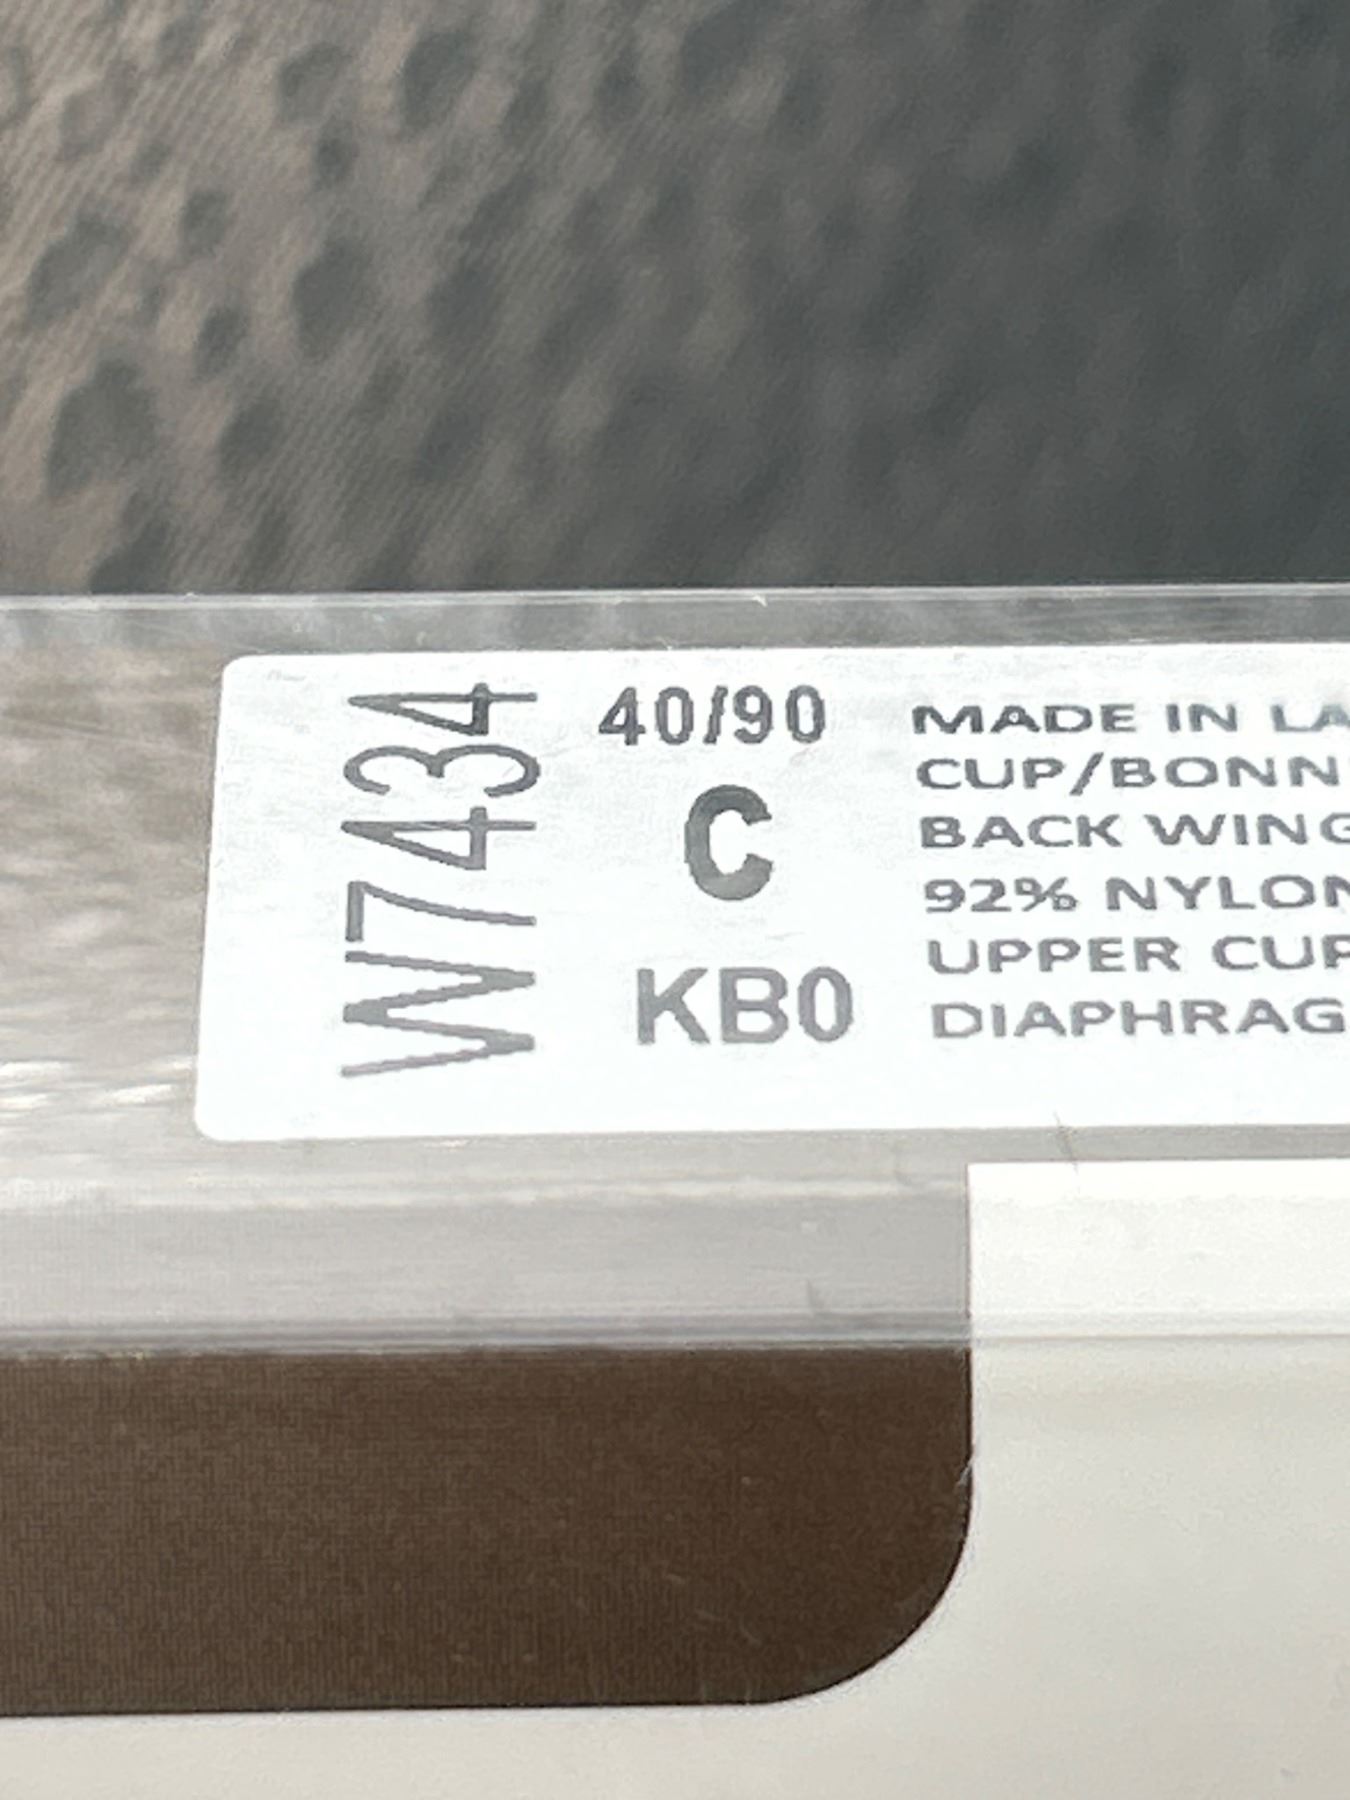 W7434
40/90
C
KB0
MADE IN LA
CUP/BONN
BACK WING
92% NYLON
UPPER CUP
DIAPHRAG